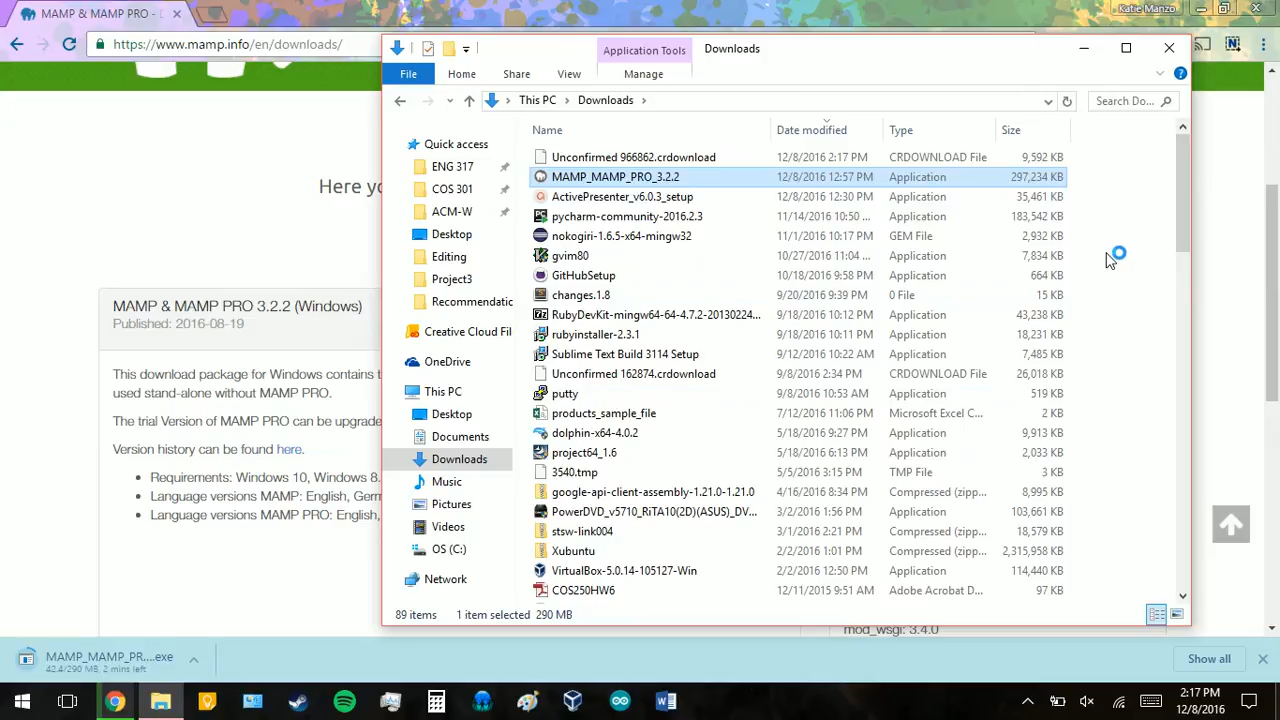 MAMP & MAMP PRO - D
Katie Manzo
https://www.mamp.info/en/downloads/
Application Tools
Downloads
File
Home
Share
View
Manage
This PC
Downloads
Search Do...
Quick access
ENG 317
COS 301
ACM-W
Desktop
Editing
Project3
Recommendatic
Creative Cloud Fil
OneDrive
This PC
Desktop
Documents
Downloads
Music
Pictures
Videos
OS (C:)
Network
Name Date modified Type Size
Unconfirmed 966862.crdownload 12/8/2016 2:17 PM CRDOWNLOAD File 9,592 KB
MAMP_MAMP_PRO_3.2.2 12/8/2016 12:57 PM Application 297,234 KB
ActivePresenter_v6.0.3_setup 12/8/2016 12:30 PM Application 35,461 KB
pycharm-community-2016.2.3 11/14/2016 10:50 ... Application 183,542 KB
nokogiri-1.6.5-x64-mingw32 11/1/2016 10:17 PM GEM File 2,932 KB
gvim80 10/27/2016 11:04 ... Application 7,834 KB
GitHubSetup 10/18/2016 9:58 PM Application 664 KB
changes.1.8 9/20/2016 9:39 PM 0 File 15 KB
RubyDevKit-mingw64-64-4.7.2-20130224... 9/18/2016 10:12 PM Application 43,238 KB
rubyinstaller-2.3.1 9/18/2016 10:11 PM Application 18,231 KB
Sublime Text Build 3114 Setup 9/12/2016 10:22 AM Application 7,485 KB
Unconfirmed 162874.crdownload 9/8/2016 2:34 PM CRDOWNLOAD File 26,018 KB
putty 9/8/2016 10:53 AM Application 519 KB
products_sample_file 7/12/2016 11:06 PM Microsoft Excel C... 2 KB
dolphin-x64-4.0.2 5/18/2016 9:27 PM Application 9,913 KB
project64_1.6 5/18/2016 6:13 PM Application 2,033 KB
3540.tmp 5/5/2016 3:15 PM TMP File 3 KB
google-api-client-assembly-1.21.0-1.21.0 4/16/2016 8:34 PM Compressed (zipp... 8,995 KB
PowerDVD_v5710_RiTA10(2D)(ASUS)_DV... 3/2/2016 1:56 PM Application 103,661 KB
stsw-link004 3/1/2016 2:21 PM Compressed (zipp... 18,579 KB
Xubuntu 2/2/2016 1:01 PM Compressed (zipp... 2,315,958 KB
VirtualBox-5.0.14-105127-Win 2/2/2016 12:50 PM Application 114,440 KB
COS250HW6 12/11/2015 9:51 AM Adobe Acrobat D... 97 KB
89 items 1 item selected 290 MB
Here yo
MAMP & MAMP PRO 3.2.2 (Windows)
Published: 2016-08-19
This download package for Windows contains t
used stand-alone without MAMP PRO.
The trial Version of MAMP PRO can be upgrade
Version history can be found here.
Requirements: Windows 10, Windows 8.
Language versions MAMP: English, Germ
Language versions MAMP PRO: English,
mod_wsgi: 3.4.0
MAMP_MAMP_PR....exe
42.4/290 MB, 2 mins left
Show all
2:17 PM
12/8/2016